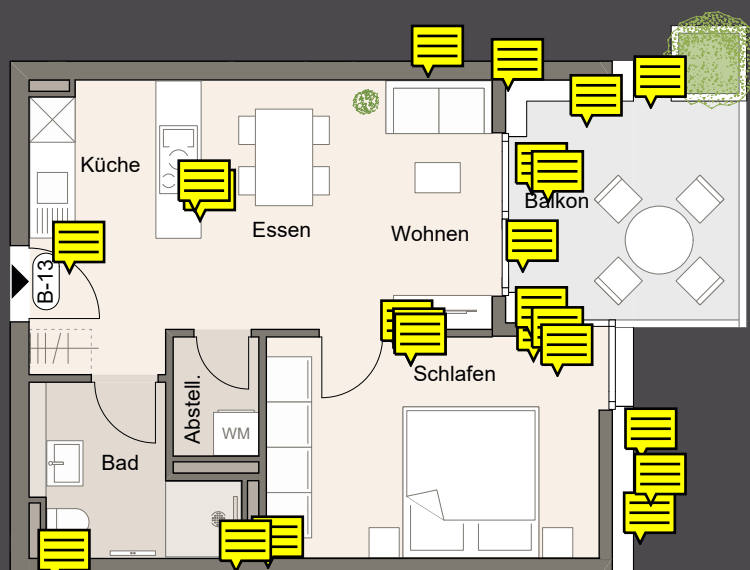 Küche
Essen
Wohnen
Balkon
B-13
Schlafen
Abstell.
WM
Bad